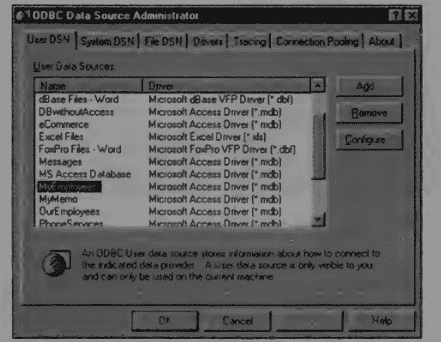 ODBC Data Source Administrator
User DSN System DSN File DSN Drivers Tracing Connection Pooling About
User Data Sources:
Name Driver
dBase Files - Word Microsoft dBase VFP Driver (*.dbf)
DBwithoutAccess Microsoft Access Driver (*.mdb)
eCommerce Microsoft Access Driver (*.mdb)
Excel Files Microsoft Excel Driver (*.xls)
FoxPro Files - Word Microsoft FoxPro VFP Driver (*.dbf)
Messages Microsoft Access Driver (*.mdb)
MS Access Database Microsoft Access Driver (*.mdb)
MyEmployees Microsoft Access Driver (*.mdb)
MyMemo Microsoft Access Driver (*.mdb)
OurEmployees Microsoft Access Driver (*.mdb)
PhoneServices Microsoft Access Driver (*.mdb)
Add
Remove
Configure
An ODBC User data source stores information about how to connect to
the indicated data provider. A User data source is only visible to you,
and can only be used on the current machine.
OK Cancel Help